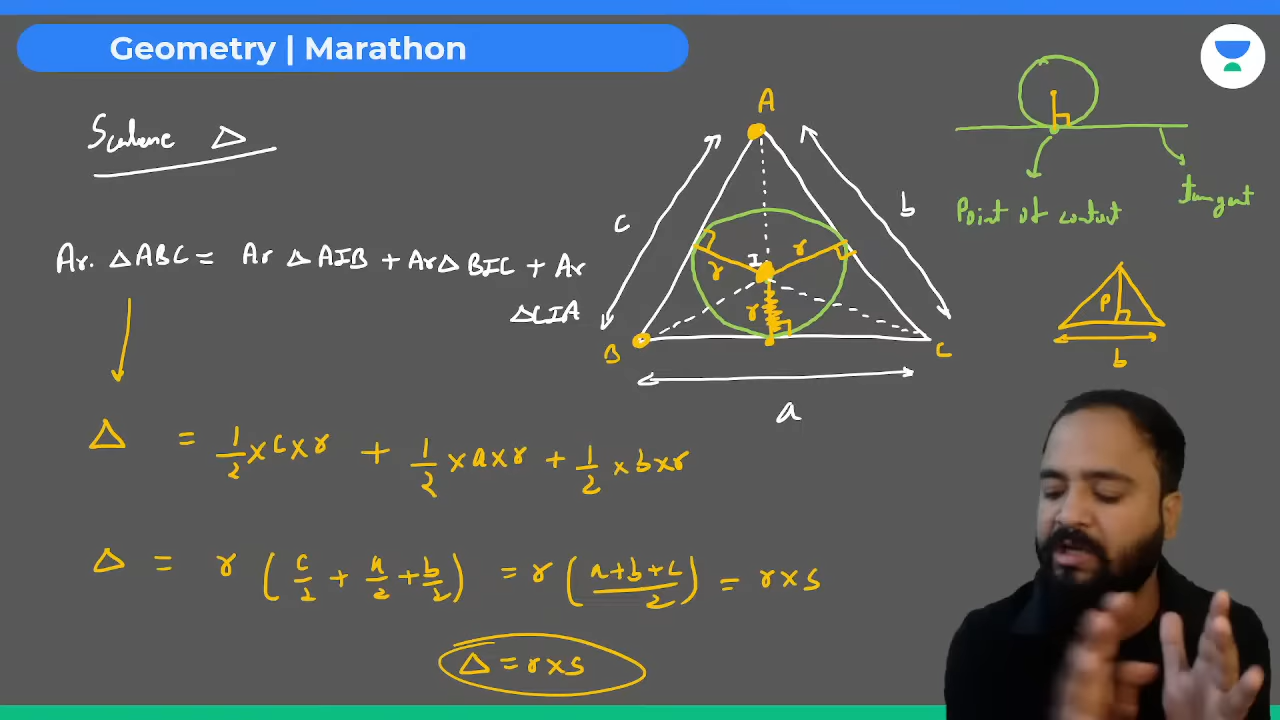 Geometry | Marathon
Scalene △
Ar. △ABC = Ar △AIB + Ar△ BIC + Ar
△CIA
△ = 1/2 × c × r + 1/2 × a × r + 1/2 × b × r
△ = r (c/2 + a/2 + b/2) = r (a+b+c/2) = r×s
△ = r×s
A
c
b
I
r
r
r
B
C
a
Point of contact
tangent
P
b